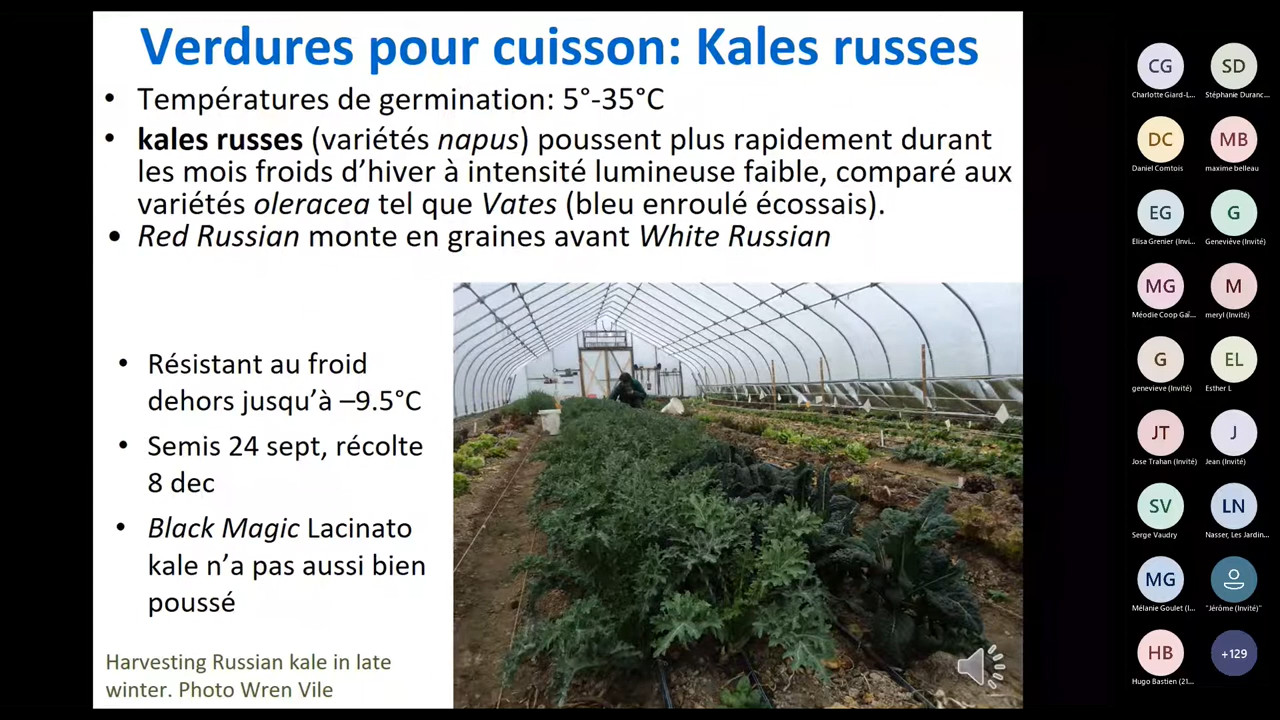 Verdures pour cuisson: Kales russes
• Températures de germination: 5°-35°C
• kales russes (variétés napus) poussent plus rapidement durant
les mois froids d’hiver à intensité lumineuse faible, comparé aux
variétés oleracea tel que Vates (bleu enroulé écossais).
• Red Russian monte en graines avant White Russian
• Résistant au froid
dehors jusqu’à –9.5°C
• Semis 24 sept, récolte
8 dec
• Black Magic Lacinato
kale n’a pas aussi bien
poussé
Harvesting Russian kale in late
winter. Photo Wren Vile
CG SD
Charlotte Giard-L... Stéphanie Duranc...
DC MB
Daniel Comtois maxime belleau
EG G
Elisa Grenier (Invi... Geneviève (Invité)
MG M
Méodie Coop Gaï... meryl (Invité)
G EL
genevieve (Invité) Esther L
JT J
Jose Trahan (Invité) Jean (Invité)
SV LN
Serge Vaudry Nasser, Les Jardin...
MG
Mélanie Goulet (I... "Jérôme (Invité)"
HB +129
Hugo Bastien (21...